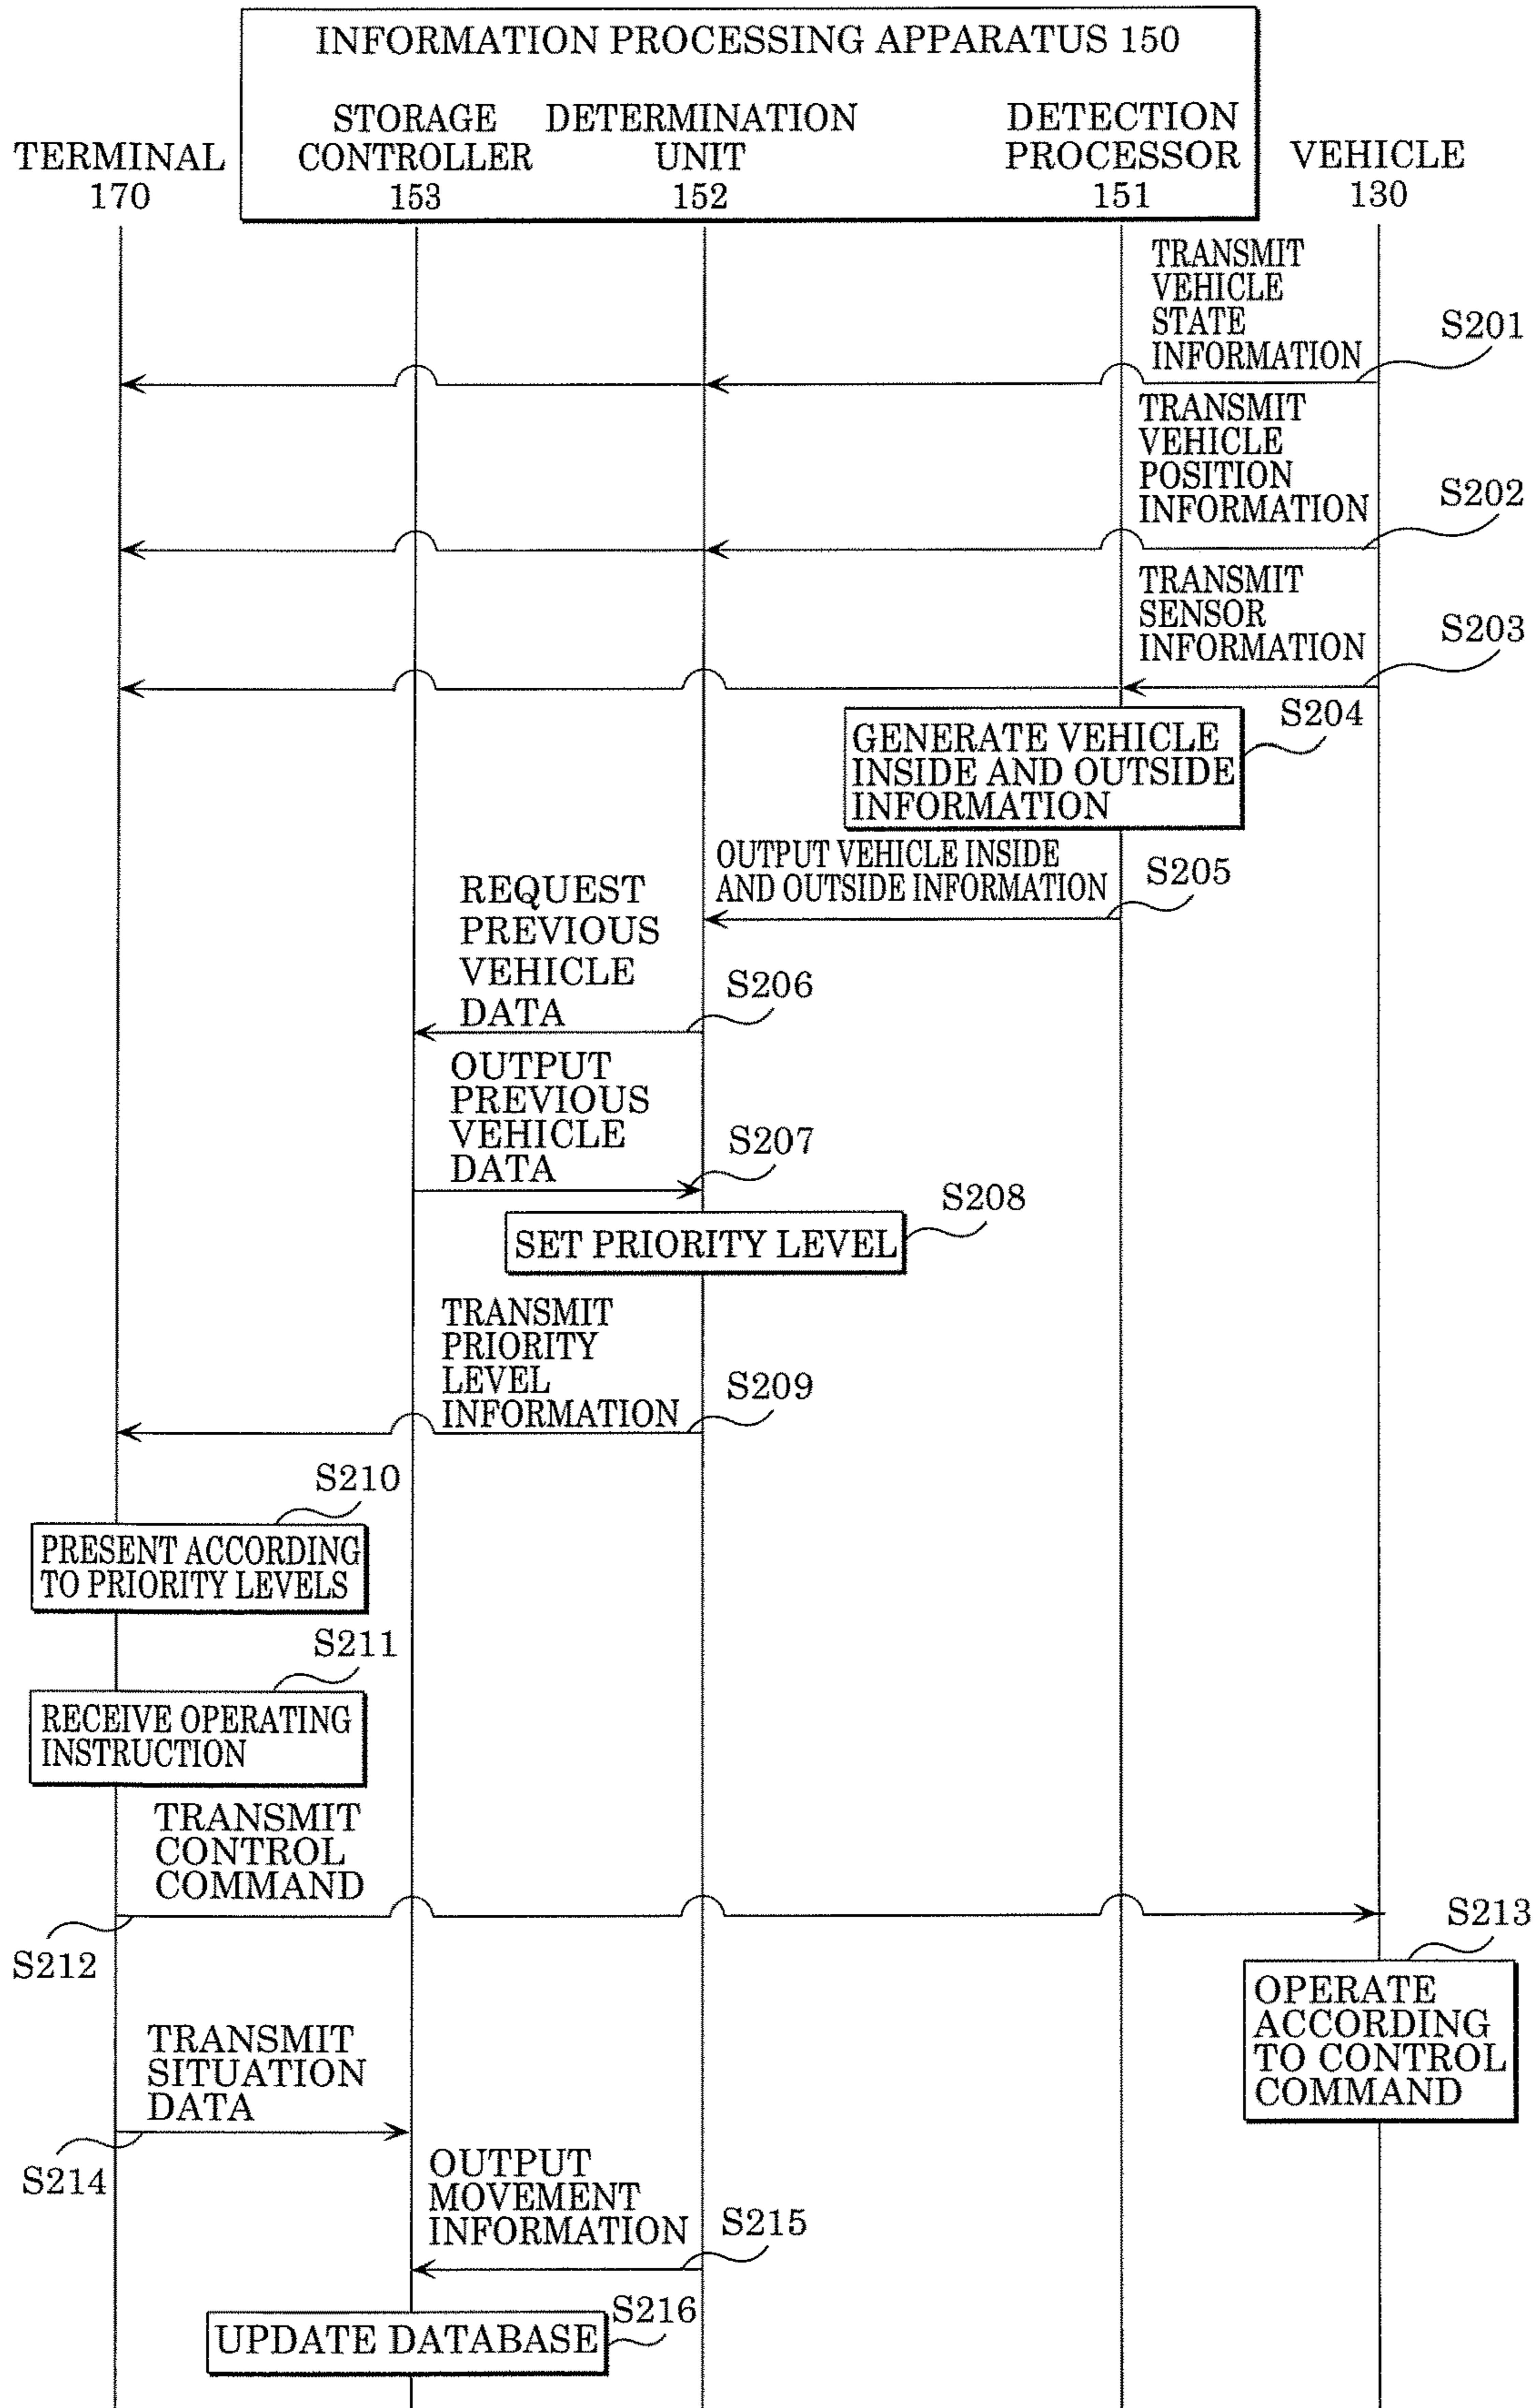 INFORMATION PROCESSING APPARATUS 150
TERMINAL
170
STORAGE
CONTROLLER
153
DETERMINATION
UNIT
152
DETECTION
PROCESSOR
151
VEHICLE
130
TRANSMIT
VEHICLE
STATE
INFORMATION
S201
TRANSMIT
VEHICLE
POSITION
INFORMATION
S202
TRANSMIT
SENSOR
INFORMATION
S203
GENERATE VEHICLE
INSIDE AND OUTSIDE
INFORMATION
S204
OUTPUT VEHICLE INSIDE
AND OUTSIDE INFORMATION
S205
REQUEST
PREVIOUS
VEHICLE
DATA
S206
OUTPUT
PREVIOUS
VEHICLE
DATA
S207
SET PRIORITY LEVEL
S208
TRANSMIT
PRIORITY
LEVEL
INFORMATION
S209
S210
PRESENT ACCORDING
TO PRIORITY LEVELS
S211
RECEIVE OPERATING
INSTRUCTION
TRANSMIT
CONTROL
COMMAND
S212
S213
OPERATE
ACCORDING
TO CONTROL
COMMAND
TRANSMIT
SITUATION
DATA
S214
OUTPUT
MOVEMENT
INFORMATION
S215
UPDATE DATABASE
S216